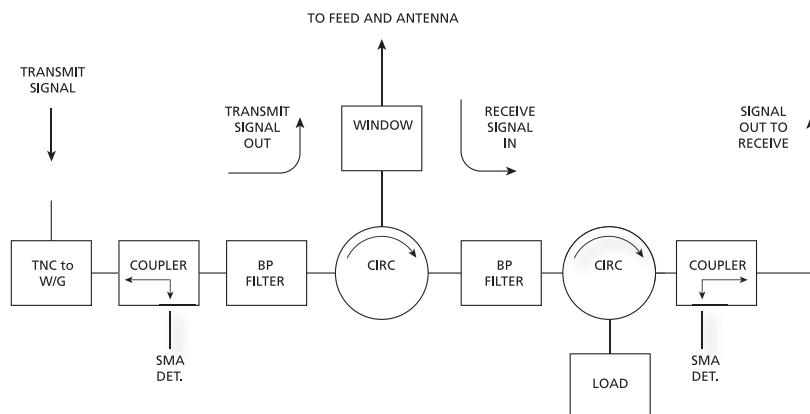 TO FEED AND ANTENNA
TRANSMIT
SIGNAL
TRANSMIT
SIGNAL
OUT
WINDOW
RECEIVE
SIGNAL
IN
SIGNAL
OUT TO
RECEIVE
TNC to
W/G
COUPLER
BP
FILTER
CIRC
BP
FILTER
CIRC
COUPLER
SMA
DET.
LOAD
SMA
DET.